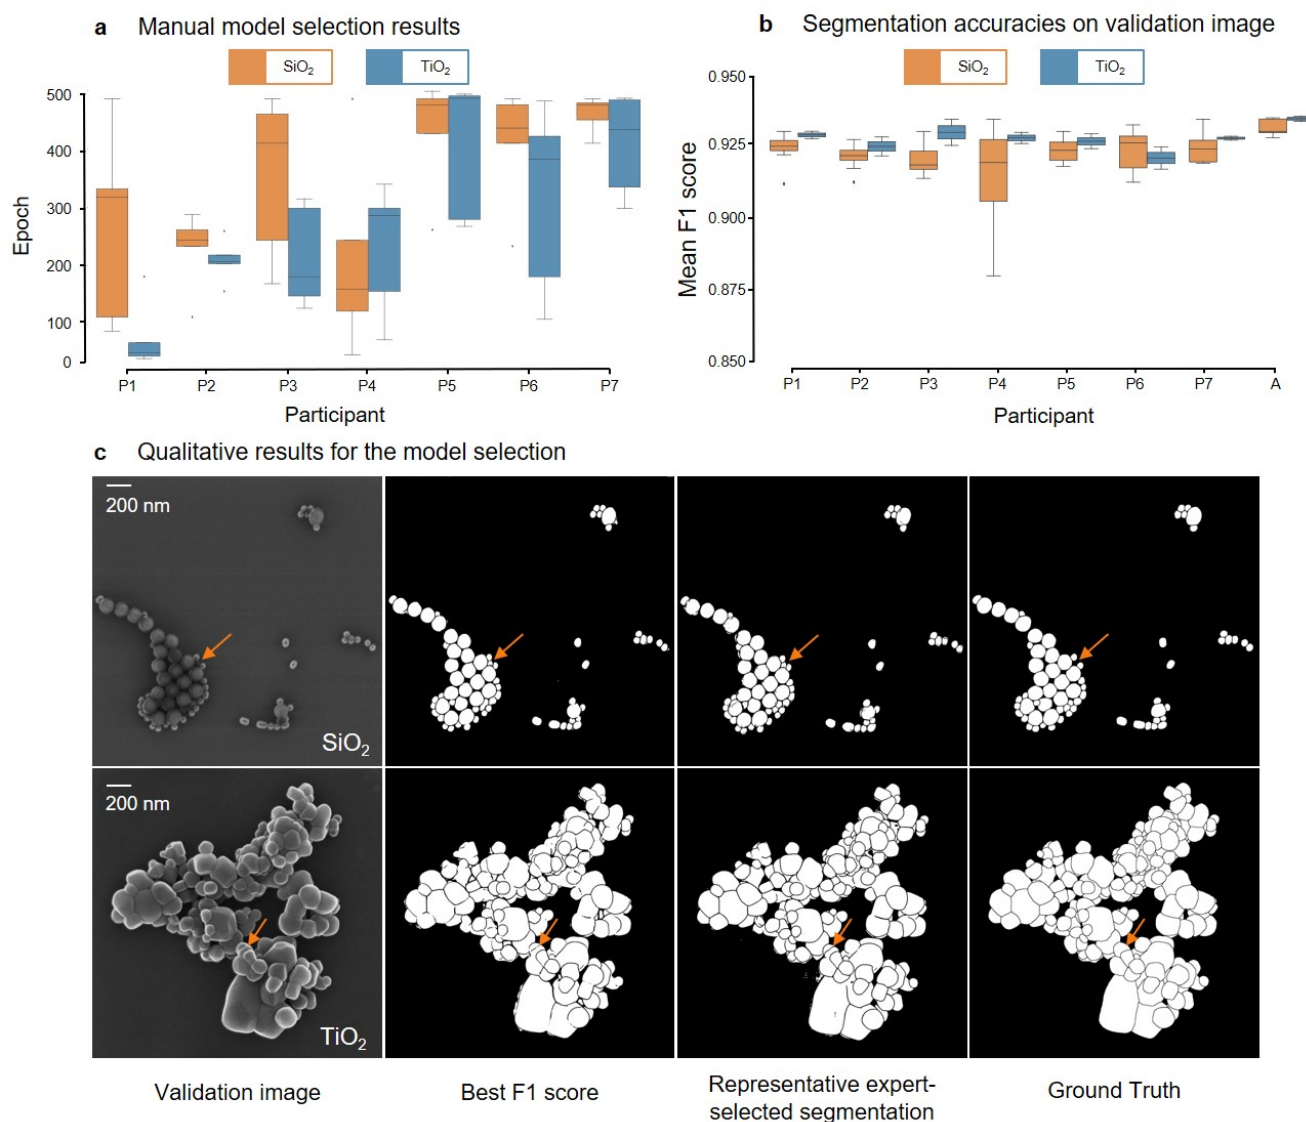 a Manual model selection results
SiO₂ TiO₂
Epoch
500
400
300
200
100
0
P1 P2 P3 P4 P5 P6 P7
Participant
b Segmentation accuracies on validation image
SiO₂ TiO₂
Mean F1 score
0.950
0.925
0.900
0.875
0.850
P1 P2 P3 P4 P5 P6 P7 A
Participant
c Qualitative results for the model selection
200 nm
SiO₂
200 nm
TiO₂
Validation image
Best F1 score
Representative expert-
selected segmentation
Ground Truth